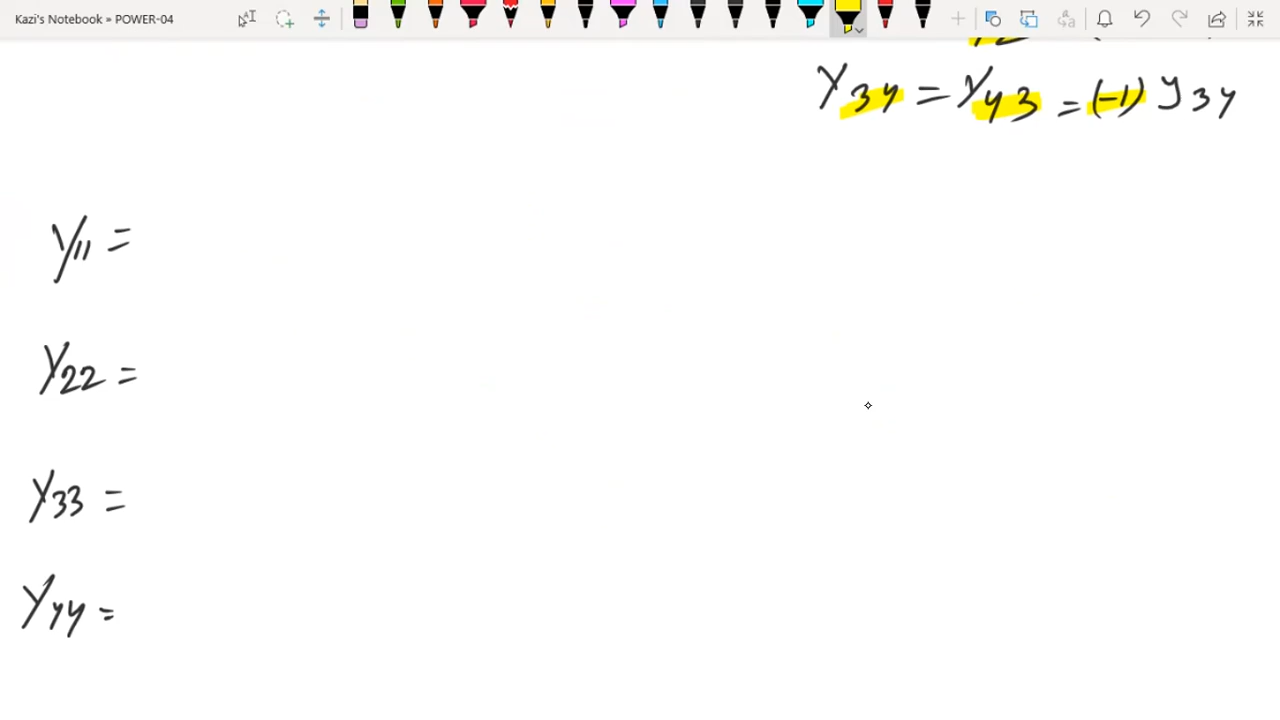 Kazi's Notebook » POWER-04
Y34 = Y43 = (-1) y34
Y11 =
Y22 =
Y33 =
Y44 =